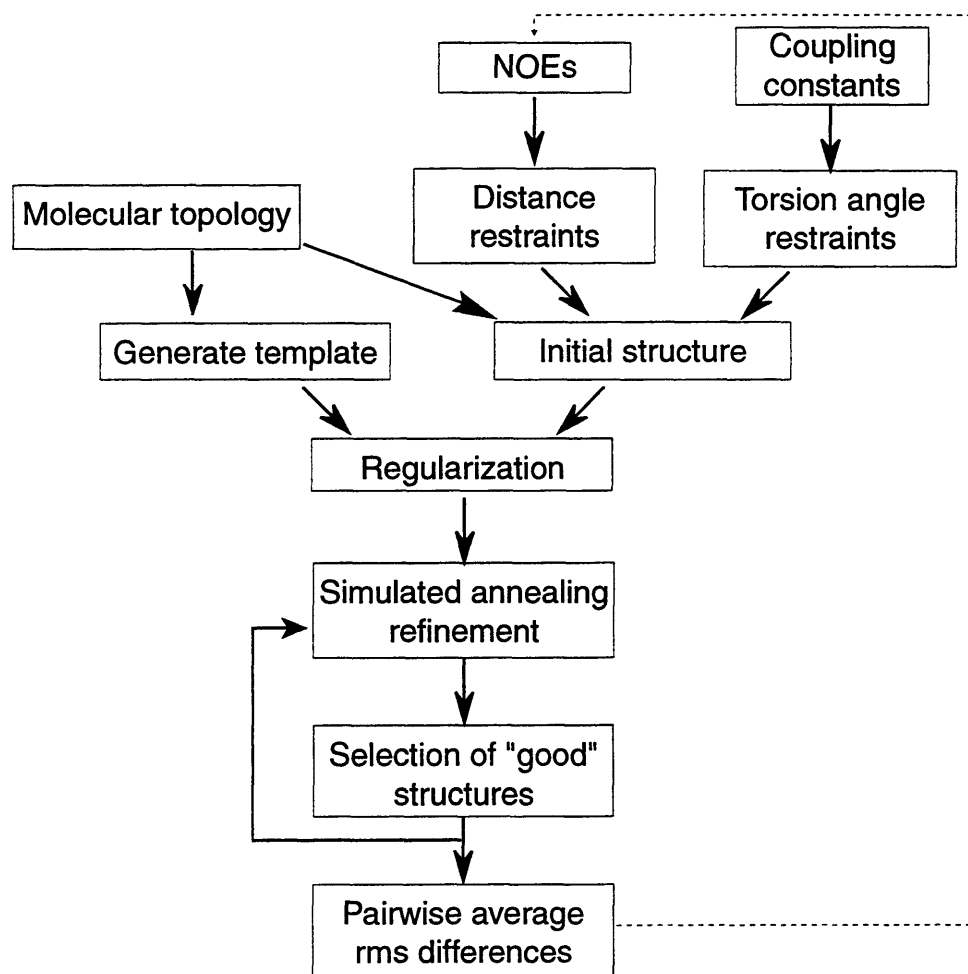 NOEs
Coupling
constants
Molecular topology
Distance
restraints
Torsion angle
restraints
Generate template
Initial structure
Regularization
Simulated annealing
refinement
Selection of "good"
structures
Pairwise average
rms differences